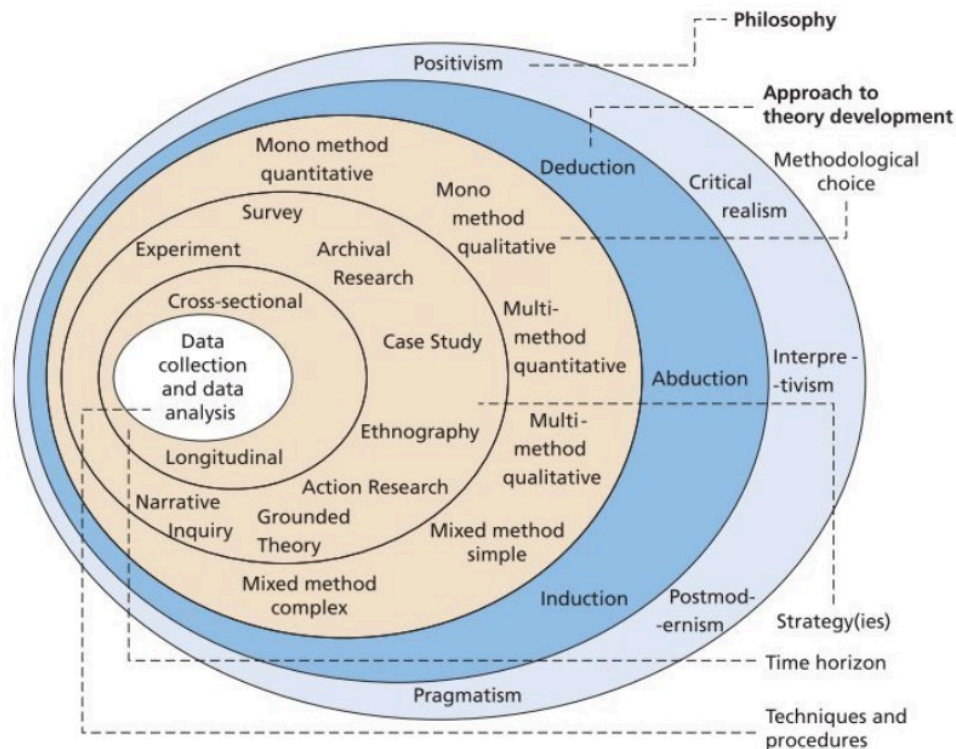 Philosophy
Positivism
Approach to
theory development
Mono method
quantitative
Deduction
Methodological
choice
Critical
realism
Mono
method
qualitative
Survey
Experiment
Archival
Research
Cross-sectional
Multi-
method
quantitative
Data
collection
and data
analysis
Case Study
Abduction
Interpre-
-tivism
Ethnography
Multi-
method
qualitative
Longitudinal
Action Research
Narrative
Inquiry
Grounded
Theory
Mixed method
simple
Mixed method
complex
Induction
Postmod-
-ernism
Strategy(ies)
Time horizon
Pragmatism
Techniques and
procedures